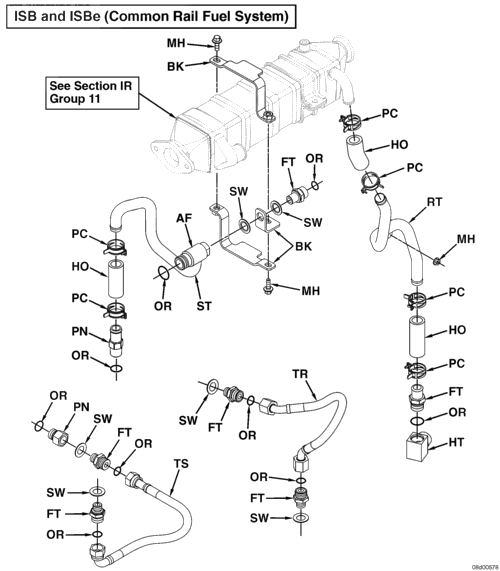 ISB and ISBe (Common Rail Fuel System)
MH
BK
See Section IR
Group 11
PC
HO
PC
RT
OR
FT
SW
SW
AF
BK
MH
PC
HO
PC
PN
OR
OR
ST
MH
PC
HO
PC
FT
OR
HT
TR
SW
FT
OR
OR
PN
SW
FT
OR
TS
SW
FT
OR
OR
FT
SW
08d00678